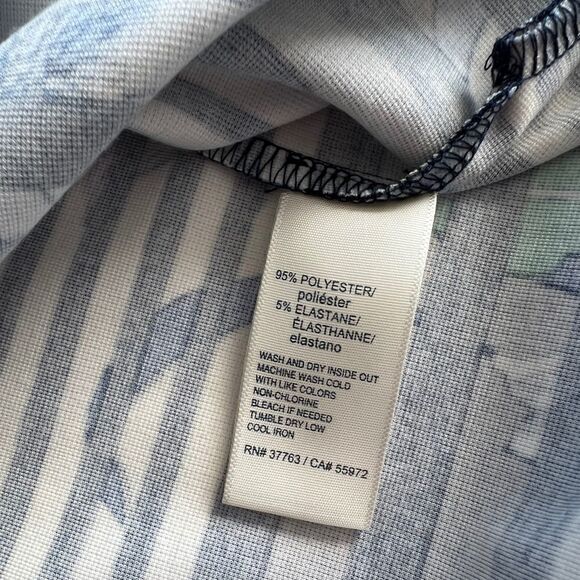 95% POLYESTER/
poliéster
5% ELASTANE/
ÉLASTHANNE/
elastano
WASH AND DRY INSIDE OUT
MACHINE WASH COLD
WITH LIKE COLORS
NON-CHLORINE
BLEACH IF NEEDED
TUMBLE DRY LOW
COOL IRON
RN# 37763 / CA# 55972